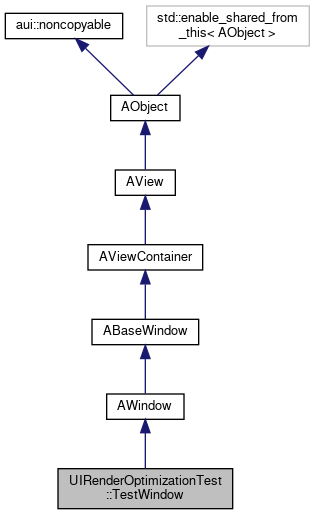 aui::noncopyable
std::enable_shared_from
_this< AObject >
AObject
AView
AViewContainer
ABaseWindow
AWindow
UIRenderOptimizationTest
::TestWindow